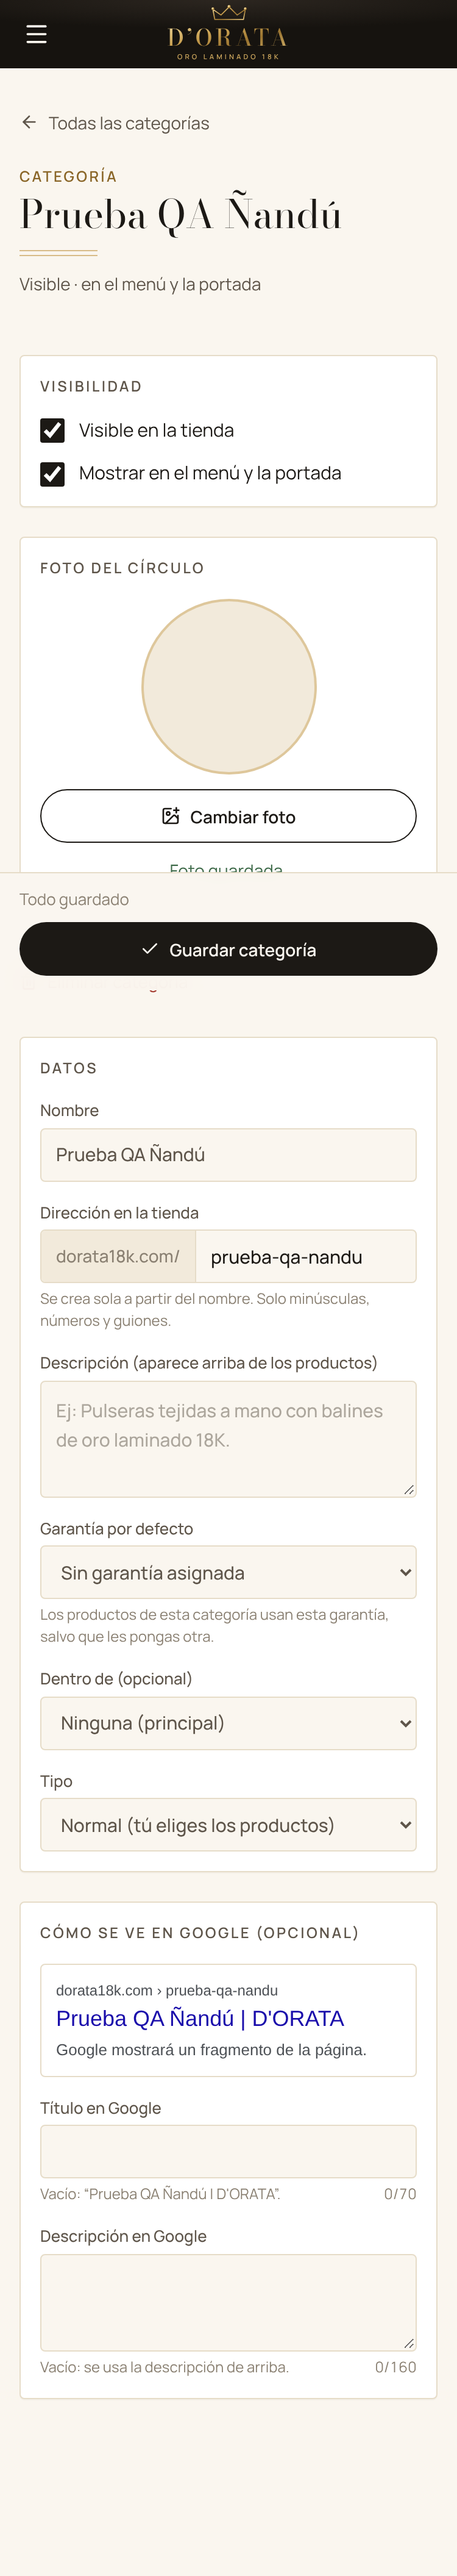 D'ORATA
ORO LAMINADO 18K
Todas las categorías
CATEGORÍA
Prueba QA Ñandú
Visible · en el menú y la portada
VISIBILIDAD
Visible en la tienda
Mostrar en el menú y la portada
FOTO DEL CÍRCULO
Cambiar foto
Foto guardada
Todo guardado
Guardar categoría
DATOS
Nombre
Prueba QA Ñandú
Dirección en la tienda
dorata18k.com/ prueba-qa-nandu
Se crea sola a partir del nombre. Solo minúsculas,
números y guiones.
Descripción (aparece arriba de los productos)
Ej: Pulseras tejidas a mano con balines
de oro laminado 18K.
Garantía por defecto
Sin garantía asignada
Los productos de esta categoría usan esta garantía,
salvo que les pongas otra.
Dentro de (opcional)
Ninguna (principal)
Tipo
Normal (tú eliges los productos)
CÓMO SE VE EN GOOGLE (OPCIONAL)
dorata18k.com › prueba-qa-nandu
Prueba QA Ñandú | D'ORATA
Google mostrará un fragmento de la página.
Título en Google
Vacío: “Prueba QA Ñandú | D'ORATA”. 0/70
Descripción en Google
Vacío: se usa la descripción de arriba. 0/160